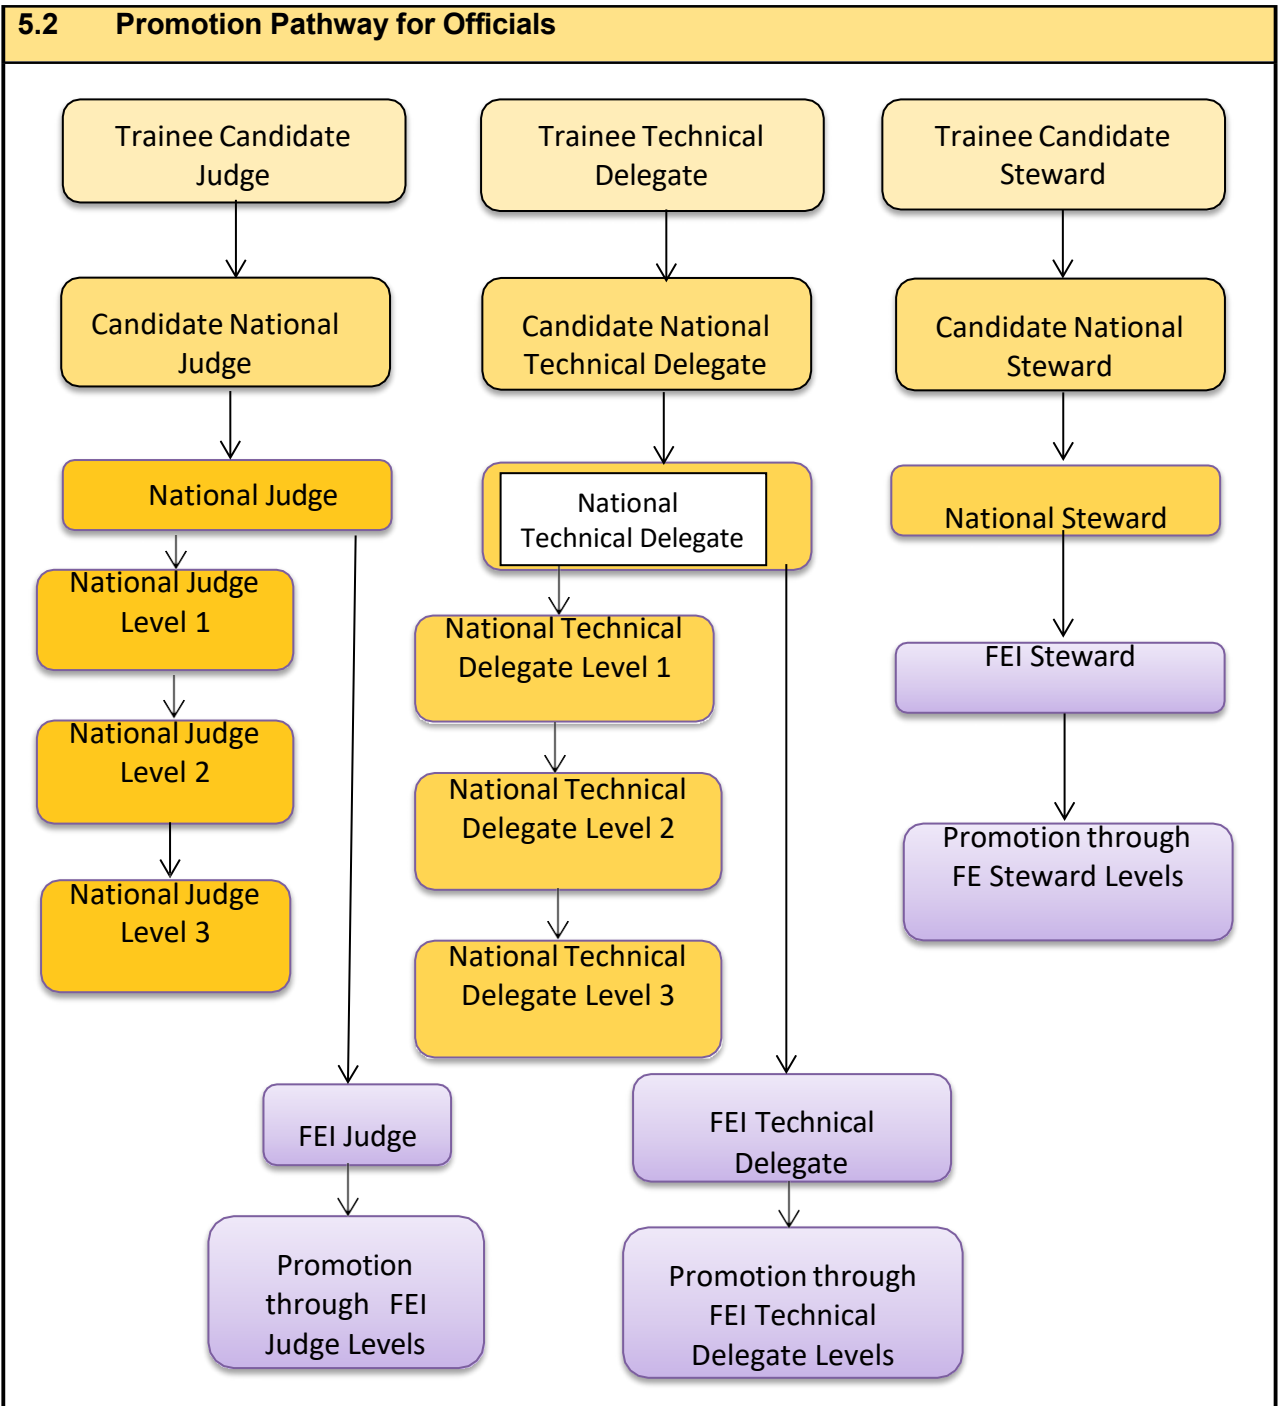 5.2 Promotion Pathway for Officials
Trainee Candidate
Judge
Trainee Technical
Delegate
Trainee Candidate
Steward
Candidate National
Judge
Candidate National
Technical Delegate
Candidate National
Steward
National Judge
National
Technical Delegate
National Steward
National Judge
Level 1
National Technical
Delegate Level 1
FEI Steward
National Judge
Level 2
National Technical
Delegate Level 2
Promotion through
FE Steward Levels
National Judge
Level 3
National Technical
Delegate Level 3
FEI Judge
FEI Technical
Delegate
Promotion
through FEI
Judge Levels
Promotion through
FEI Technical
Delegate Levels